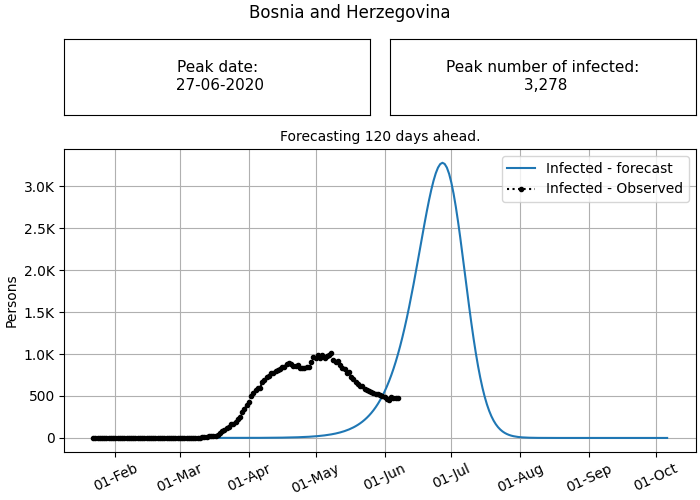 Bosnia and Herzegovina
Peak date:
27-06-2020
Peak number of infected:
3,278
Forecasting 120 days ahead.
Infected - forecast
Infected - Observed
Persons
3.0K
2.5K
2.0K
1.5K
1.0K
500
0
01-Feb
01-Mar
01-Apr
01-May
01-Jun
01-Jul
01-Aug
01-Sep
01-Oct